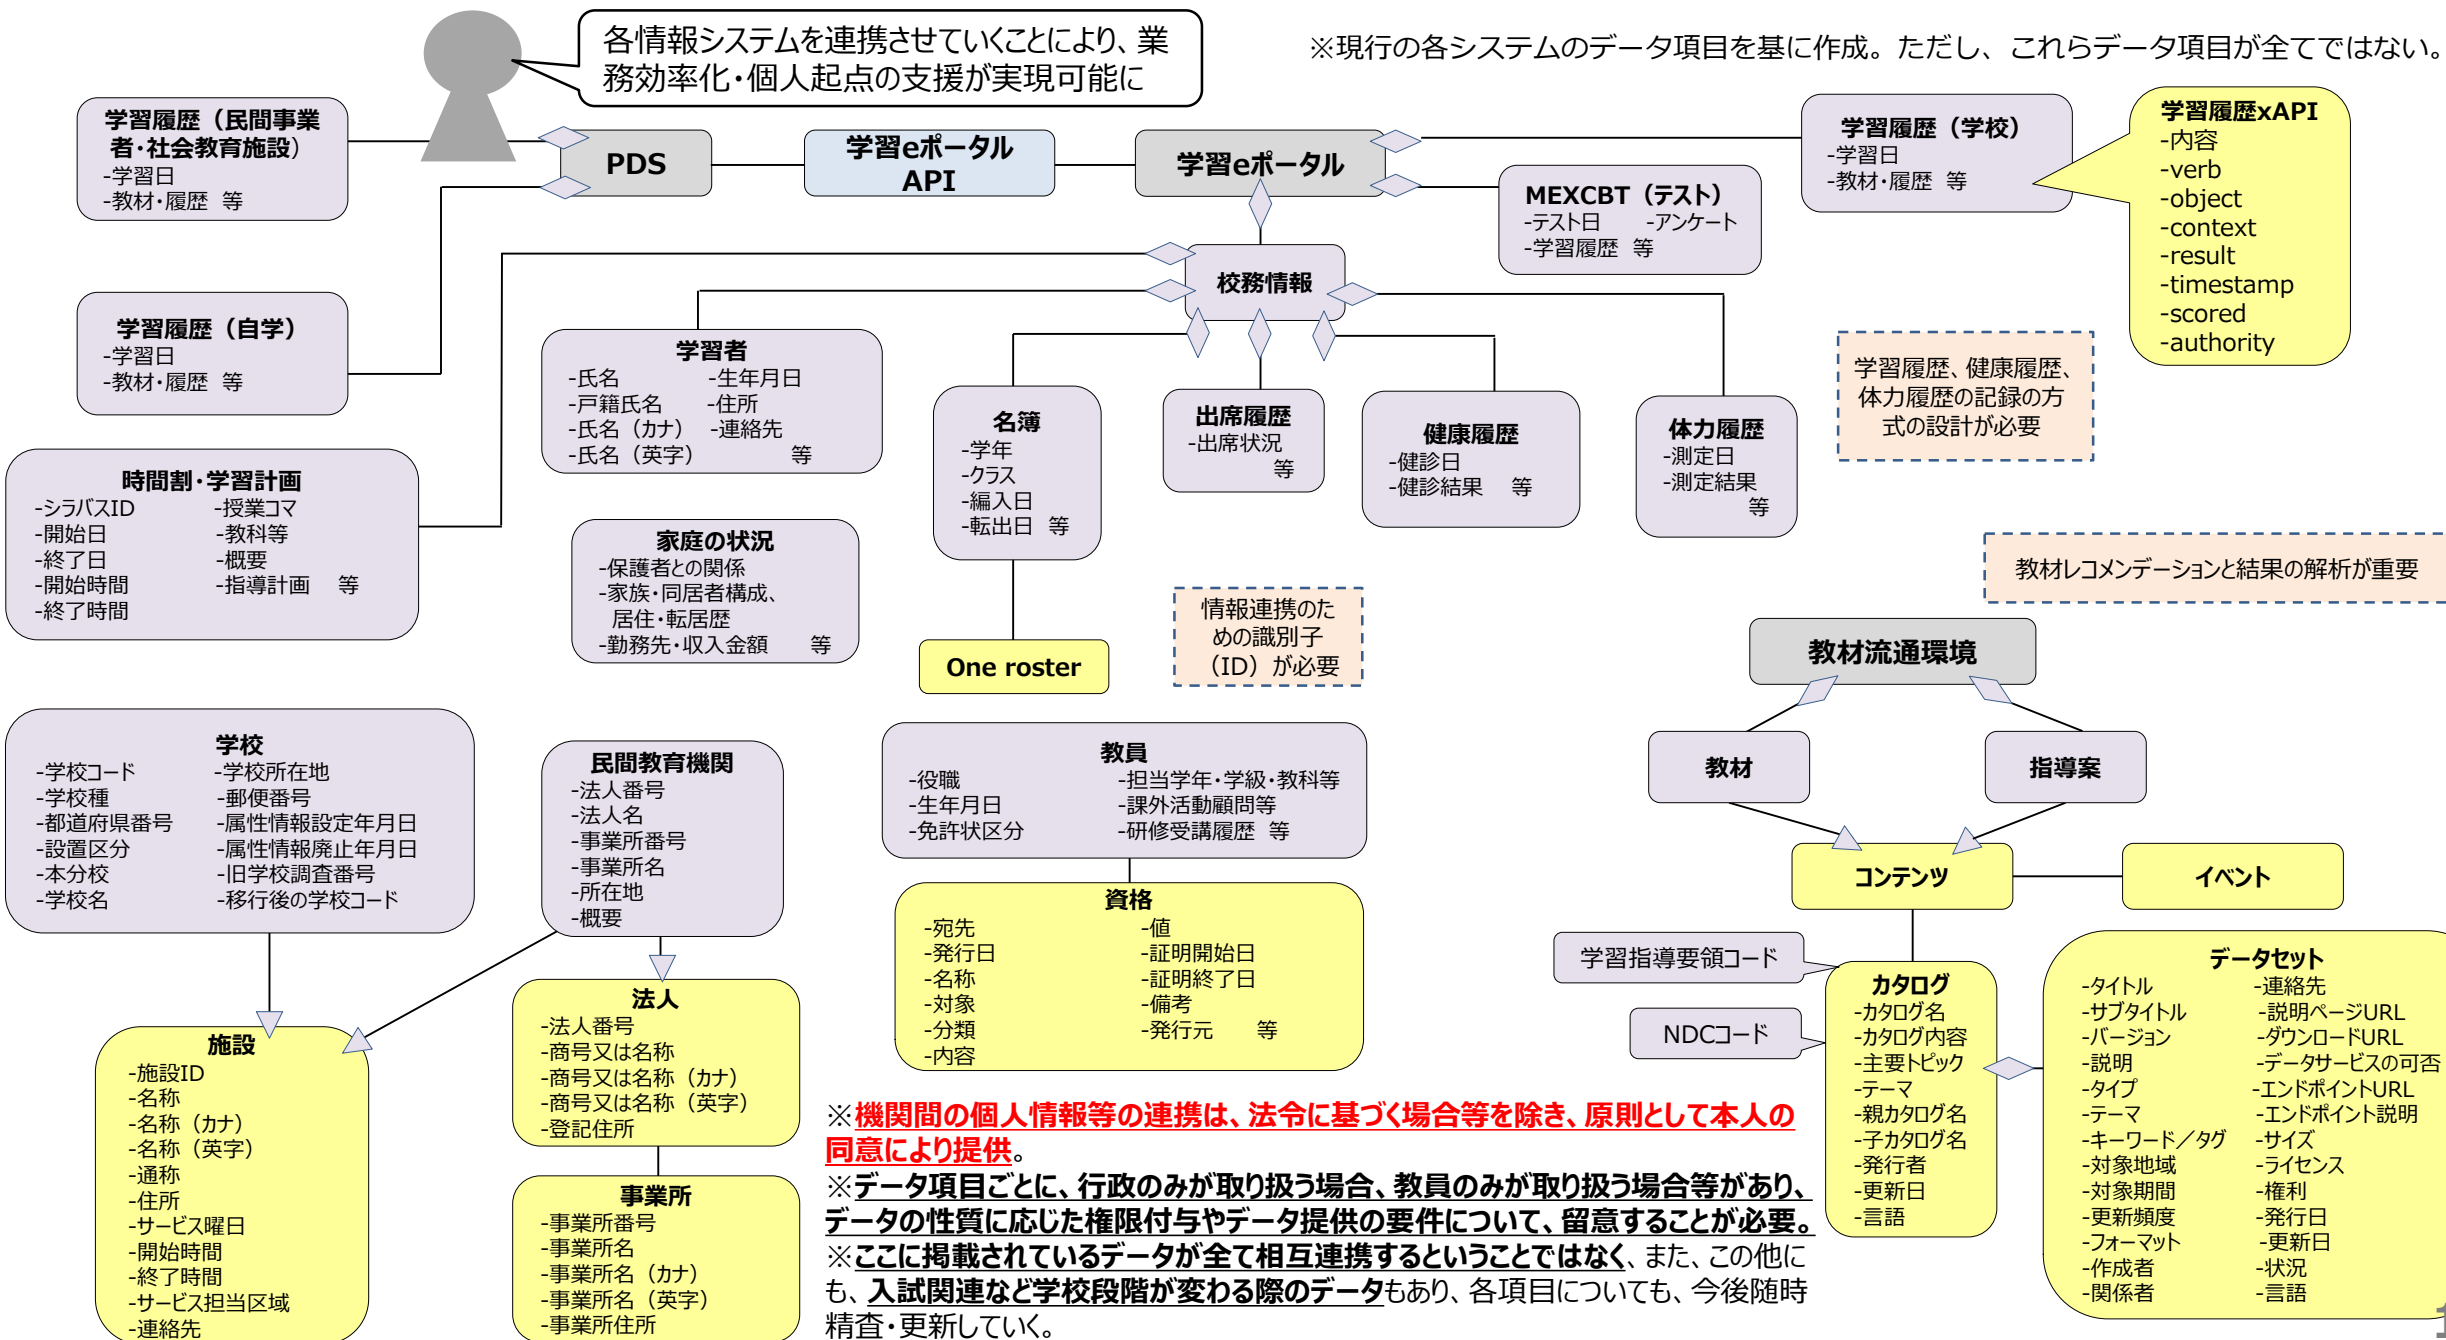 各情報システムを連携させていくことにより、業
務効率化・個人起点の支援が実現可能に
※現行の各システムのデータ項目を基に作成。ただし、これらデータ項目が全てではない。
学習履歴（民間事業
者・社会教育施設）
-学習日
-教材・履歴 等
PDS
学習eポータル
API
学習eポータル
学習履歴（学校）
-学習日
-教材・履歴 等
学習履歴xAPI
-内容
-verb
-object
-context
-result
-timestamp
-scored
-authority
MEXCBT（テスト）
-テスト日 -アンケート
-学習履歴 等
校務情報
学習履歴（自学）
-学習日
-教材・履歴 等
学習者
-氏名 -生年月日
-戸籍氏名 -住所
-氏名（カナ） -連絡先
-氏名（英字） 等
名簿
-学年
-クラス
-編入日
-転出日 等
出席履歴
-出席状況
等
健康履歴
-健診日
-健診結果 等
体力履歴
-測定日
-測定結果
等
学習履歴、健康履歴、
体力履歴の記録の方
式の設計が必要
時間割・学習計画
-シラバスID -授業コマ
-開始日 -教科等
-終了日 -概要
-開始時間 -指導計画 等
-終了時間
家庭の状況
-保護者との関係
-家族・同居者構成、
居住・転居歴
-勤務先・収入金額 等
One roster
情報連携のた
めの識別子
（ID）が必要
教材レコメンデーションと結果の解析が重要
教材流通環境
教材
指導案
コンテンツ
イベント
学校
-学校コード -学校所在地
-学校種 -郵便番号
-都道府県番号 -属性情報設定年月日
-設置区分 -属性情報廃止年月日
-本分校 -旧学校調査番号
-学校名 -移行後の学校コード
民間教育機関
-法人番号
-法人名
-事業所番号
-事業所名
-所在地
-概要
教員
-役職 -担当学年・学級・教科等
-生年月日 -課外活動顧問等
-免許状区分 -研修受講履歴 等
資格
-宛先 -値
-発行日 -証明開始日
-名称 -証明終了日
-対象 -備考
-分類 -発行元 等
-内容
学習指導要領コード
NDCコード
カタログ
-カタログ名
-カタログ内容
-主要トピック
-テーマ
-親カタログ名
-子カタログ名
-発行者
-更新日
-言語
データセット
-タイトル -連絡先
-サブタイトル -説明ページURL
-バージョン -ダウンロードURL
-説明 -データサービスの可否
-タイプ -エンドポイントURL
-テーマ -エンドポイント説明
-キーワード／タグ -サイズ
-対象地域 -ライセンス
-対象期間 -権利
-更新頻度 -発行日
-フォーマット -更新日
-作成者 -状況
-関係者 -言語
施設
-施設ID
-名称
-名称（カナ）
-名称（英字）
-通称
-住所
-サービス曜日
-開始時間
-終了時間
-サービス担当区域
-連絡先
法人
-法人番号
-商号又は名称
-商号又は名称（カナ）
-商号又は名称（英字）
-登記住所
事業所
-事業所番号
-事業所名
-事業所名（カナ）
-事業所名（英字）
-事業所住所
※機関間の個人情報等の連携は、法令に基づく場合等を除き、原則として本人の
同意により提供。
※データ項目ごとに、行政のみが取り扱う場合、教員のみが取り扱う場合等があり、
データの性質に応じた権限付与やデータ提供の要件について、留意することが必要。
※ここに掲載されているデータが全て相互連携するということではなく、また、この他に
も、入試関連など学校段階が変わる際のデータもあり、各項目についても、今後随時
精査・更新していく。